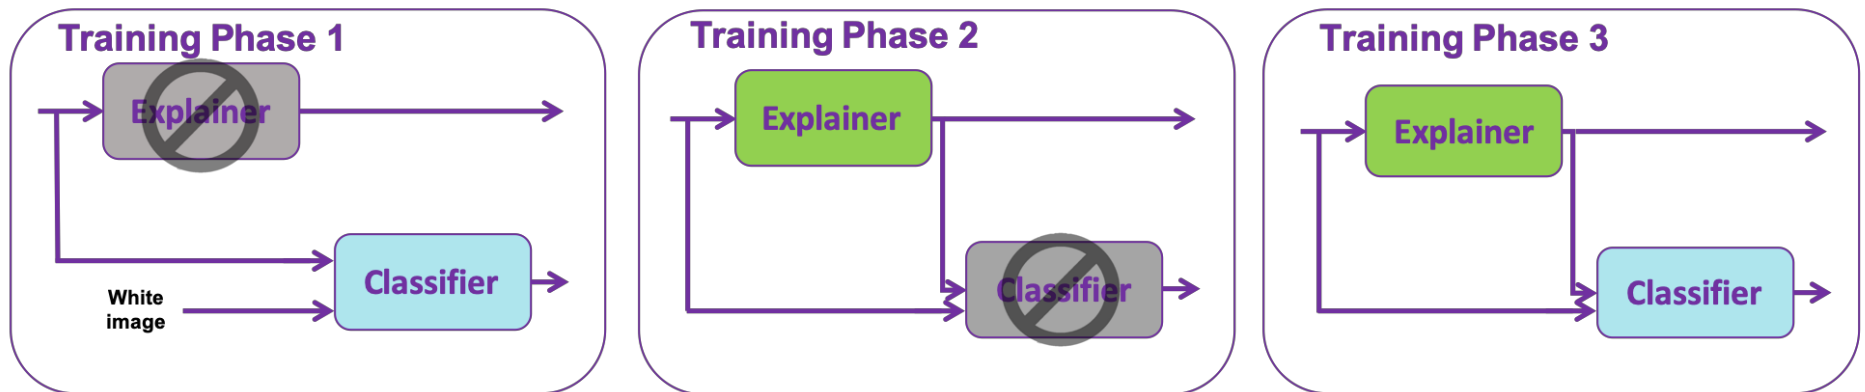 Training Phase 1
Explainer
Classifier
White
image
Training Phase 2
Explainer
Classifier
Training Phase 3
Explainer
Classifier